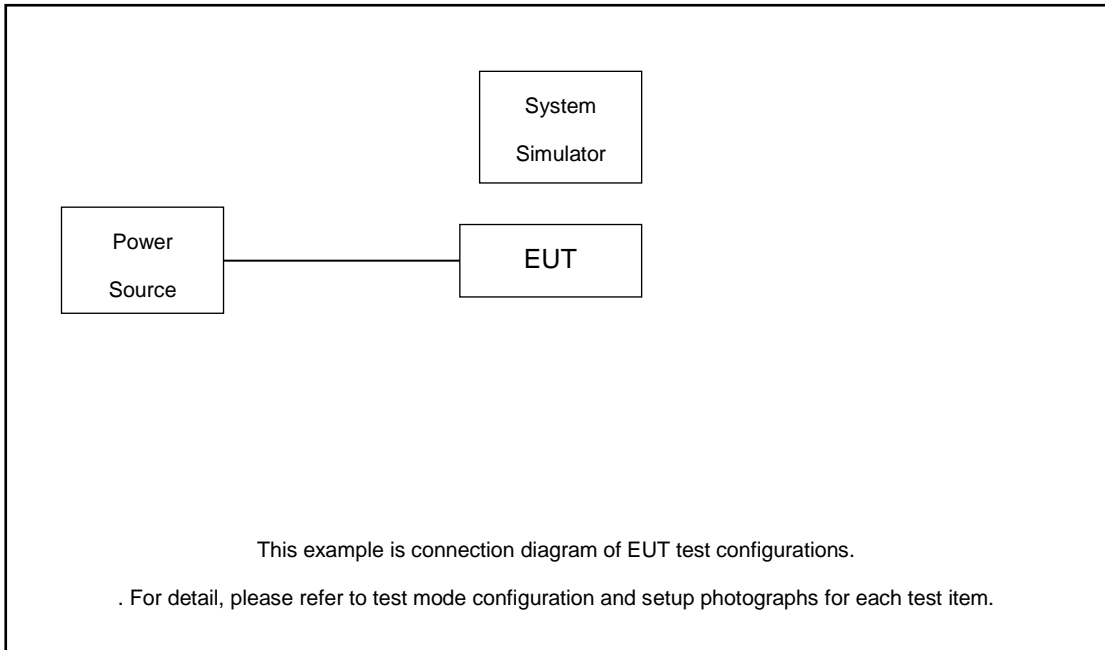 System
Simulator
Power
Source
EUT
This example is connection diagram of EUT test configurations.
. For detail, please refer to test mode configuration and setup photographs for each test item.